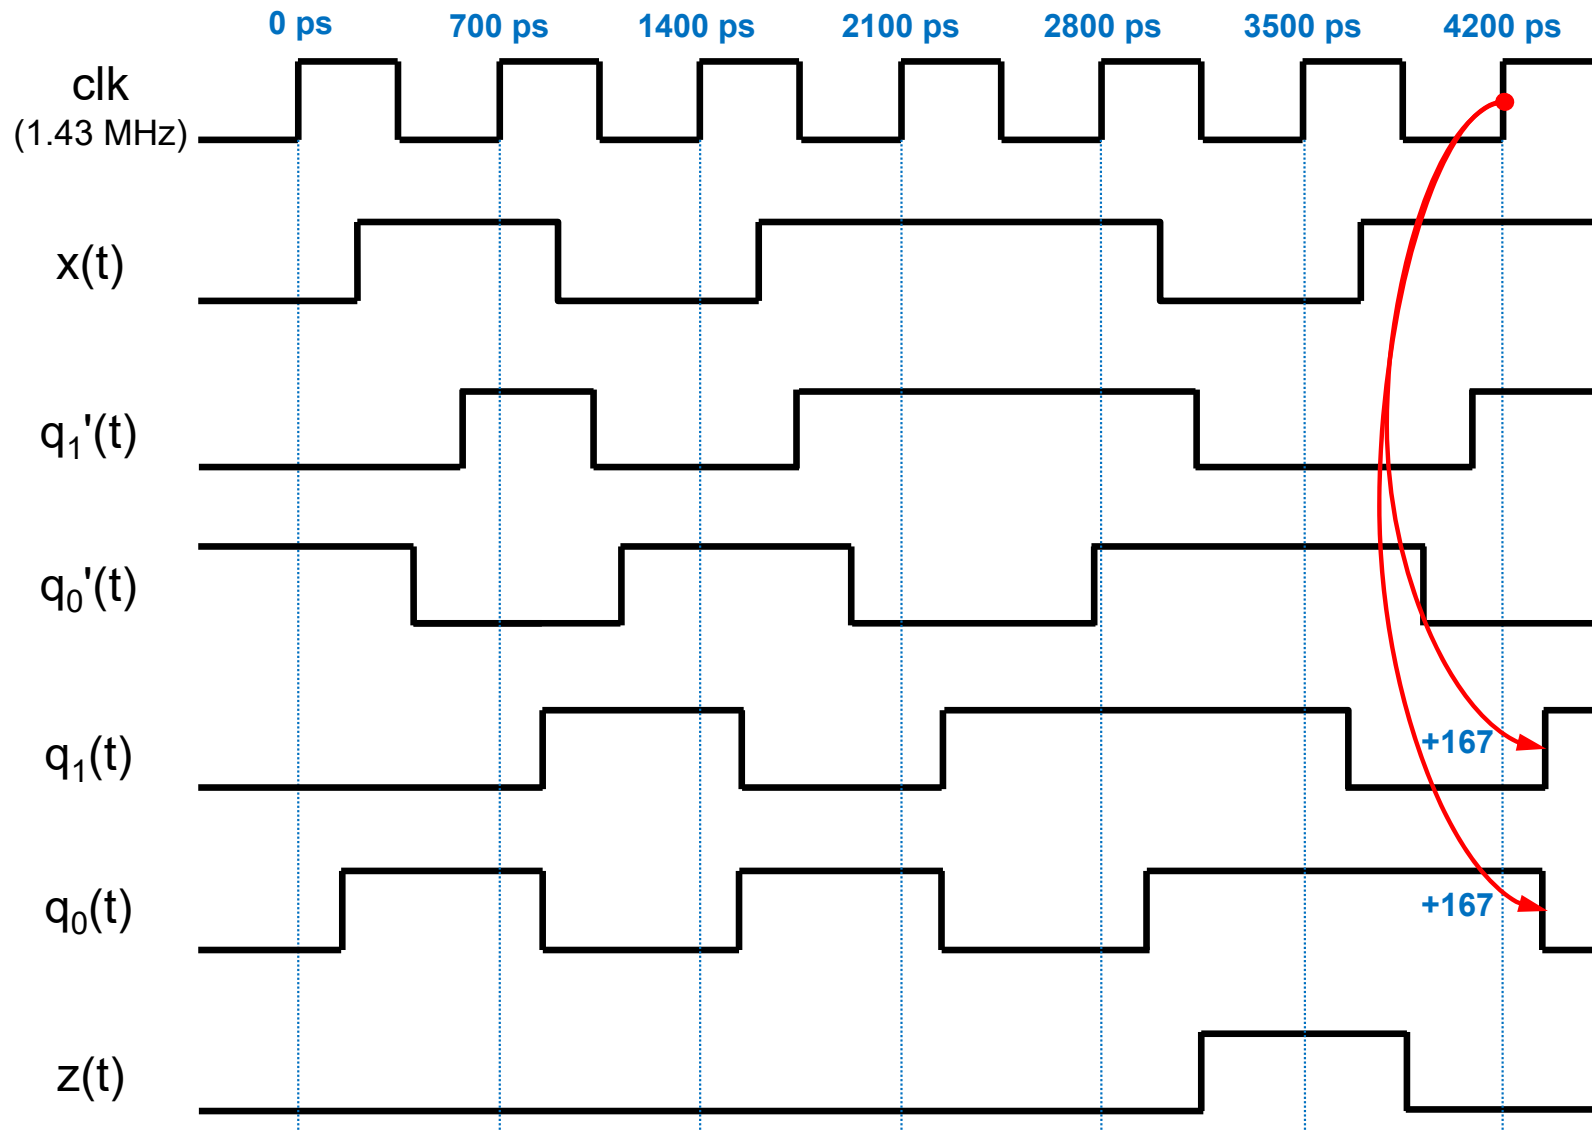 0 ps 700 ps 1400 ps 2100 ps 2800 ps 3500 ps 4200 ps
clk
(1.43 MHz)
x(t)
q₁'(t)
q₀'(t)
q₁(t)
+167
q₀(t)
+167
z(t)